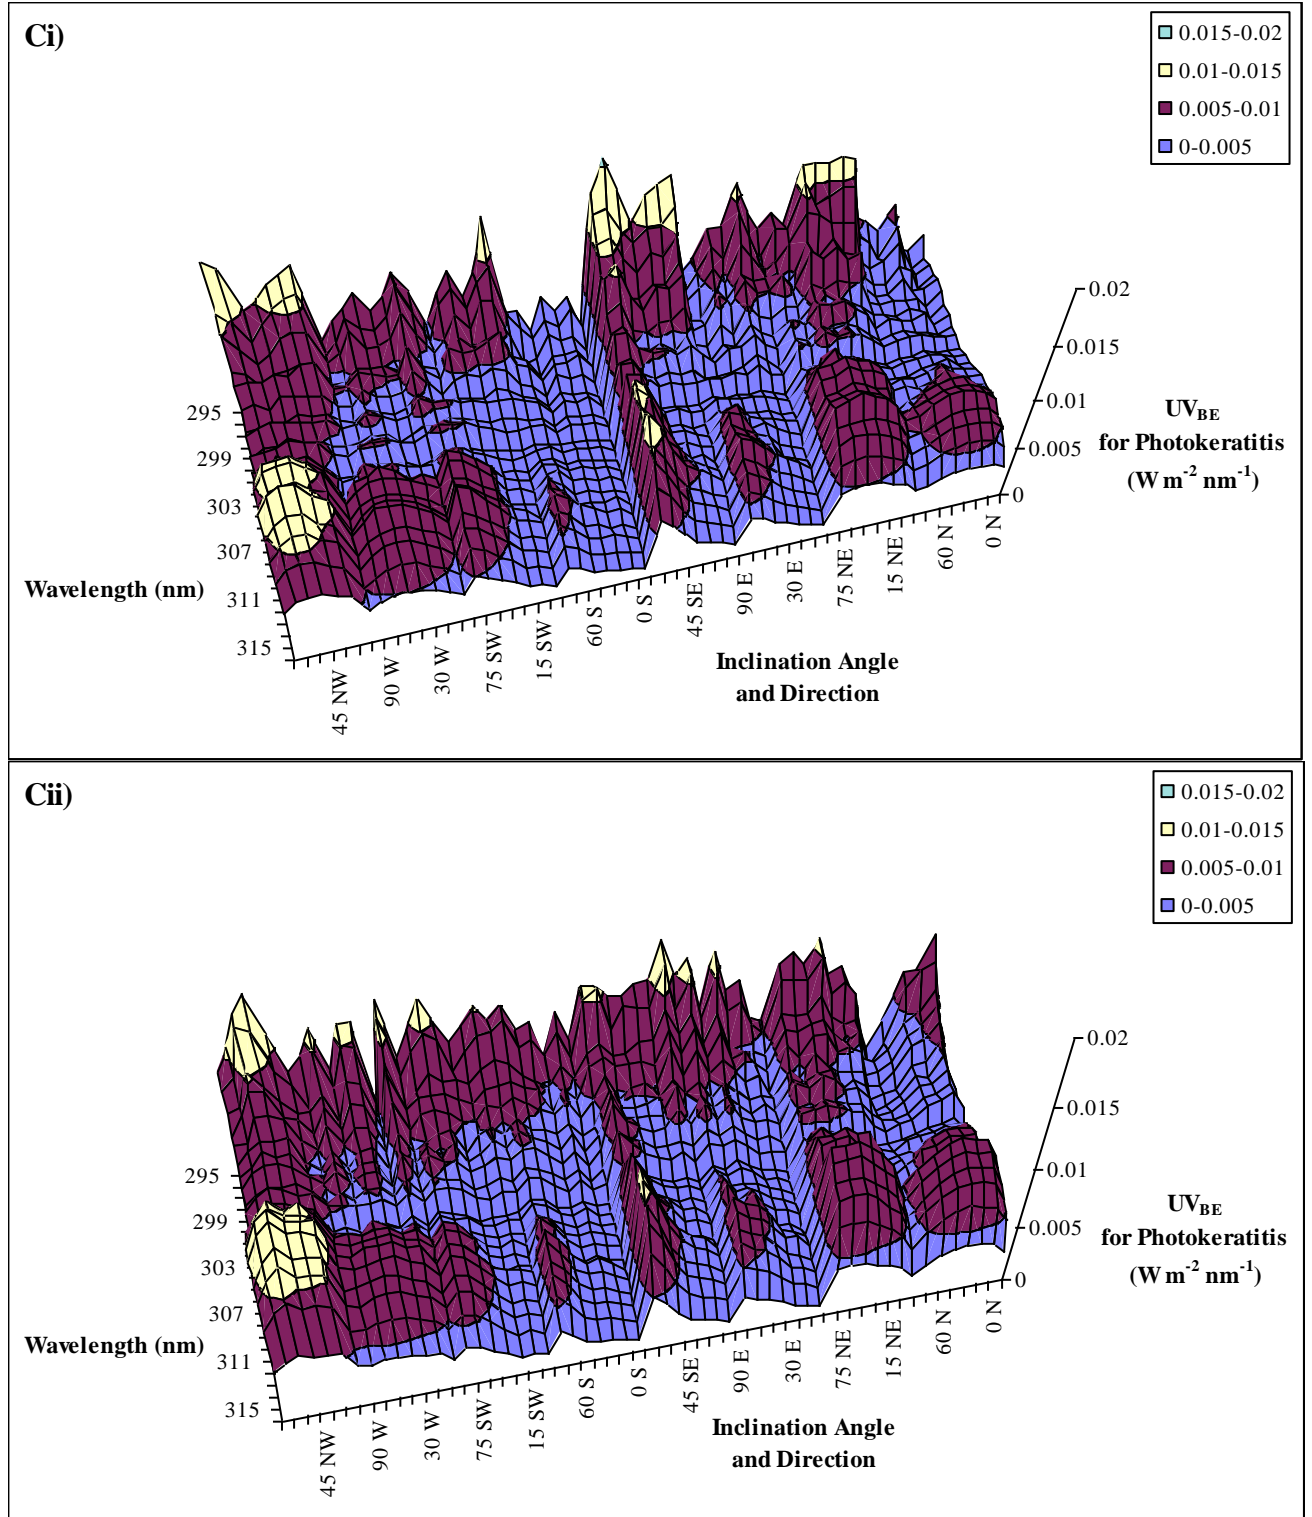 Ci)
0.015-0.02
0.01-0.015
0.005-0.01
0-0.005
0.02
0.015
0.01
0.005
0
UVBE
for Photokeratitis
(W m-2 nm-1)
295
299
303
307
311
315
Wavelength (nm)
45 NW
90 W
30 W
75 SW
15 SW
60 S
0 S
45 SE
90 E
30 E
75 NE
15 NE
60 N
0 N
Inclination Angle
and Direction
Cii)
0.015-0.02
0.01-0.015
0.005-0.01
0-0.005
0.02
0.015
0.01
0.005
0
UVBE
for Photokeratitis
(W m-2 nm-1)
295
299
303
307
311
315
Wavelength (nm)
45 NW
90 W
30 W
75 SW
15 SW
60 S
0 S
45 SE
90 E
30 E
75 NE
15 NE
60 N
0 N
Inclination Angle
and Direction